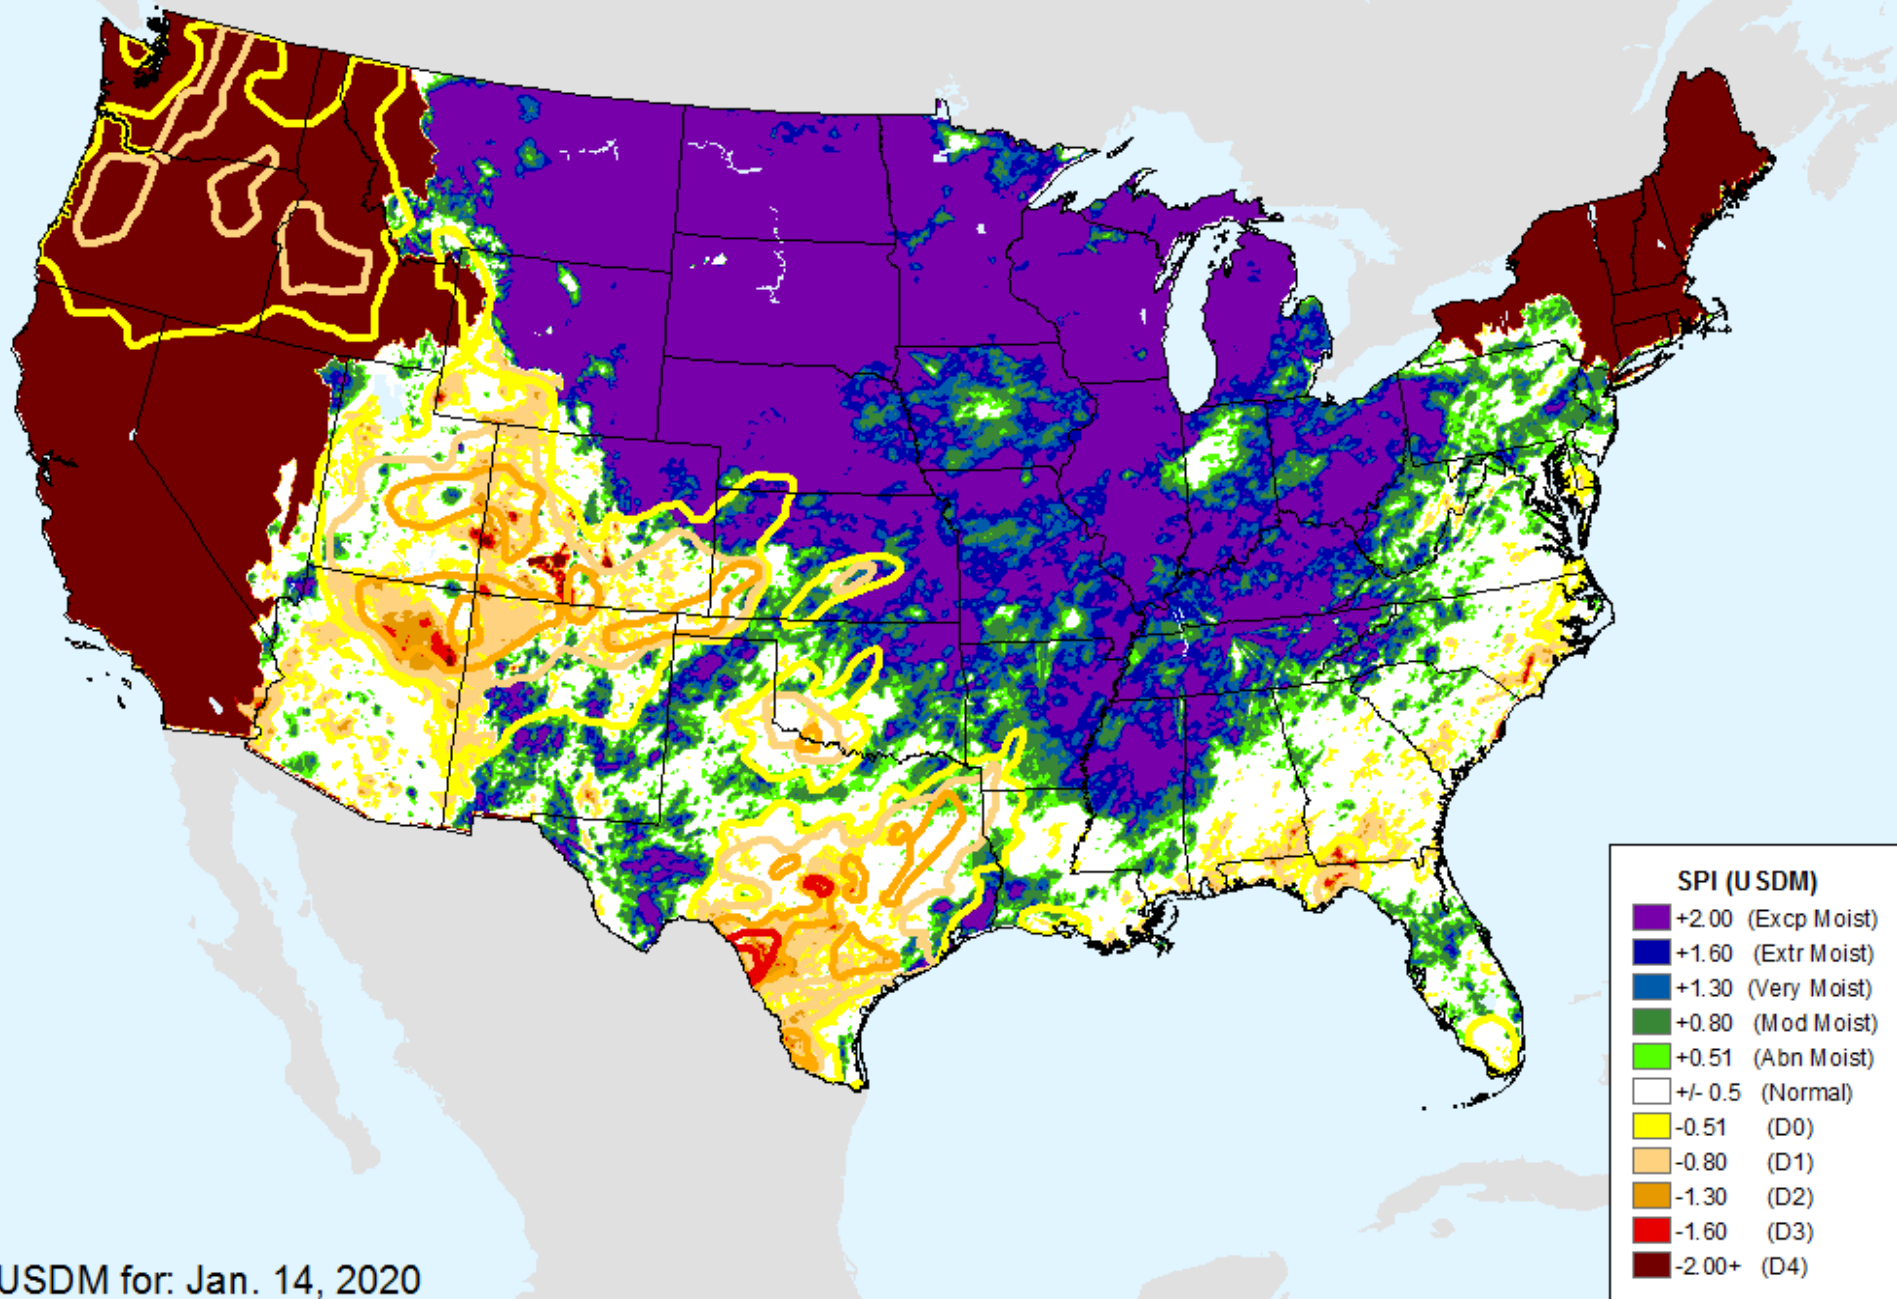 SPI (USDM)
+2.00 (Excp Moist)
+1.60 (Extr Moist)
+1.30 (Very Moist)
+0.80 (Mod Moist)
+0.51 (Abn Moist)
+/- 0.5 (Normal)
-0.51 (D0)
-0.80 (D1)
-1.30 (D2)
-1.60 (D3)
-2.00+ (D4)
USDM for: Jan. 14, 2020